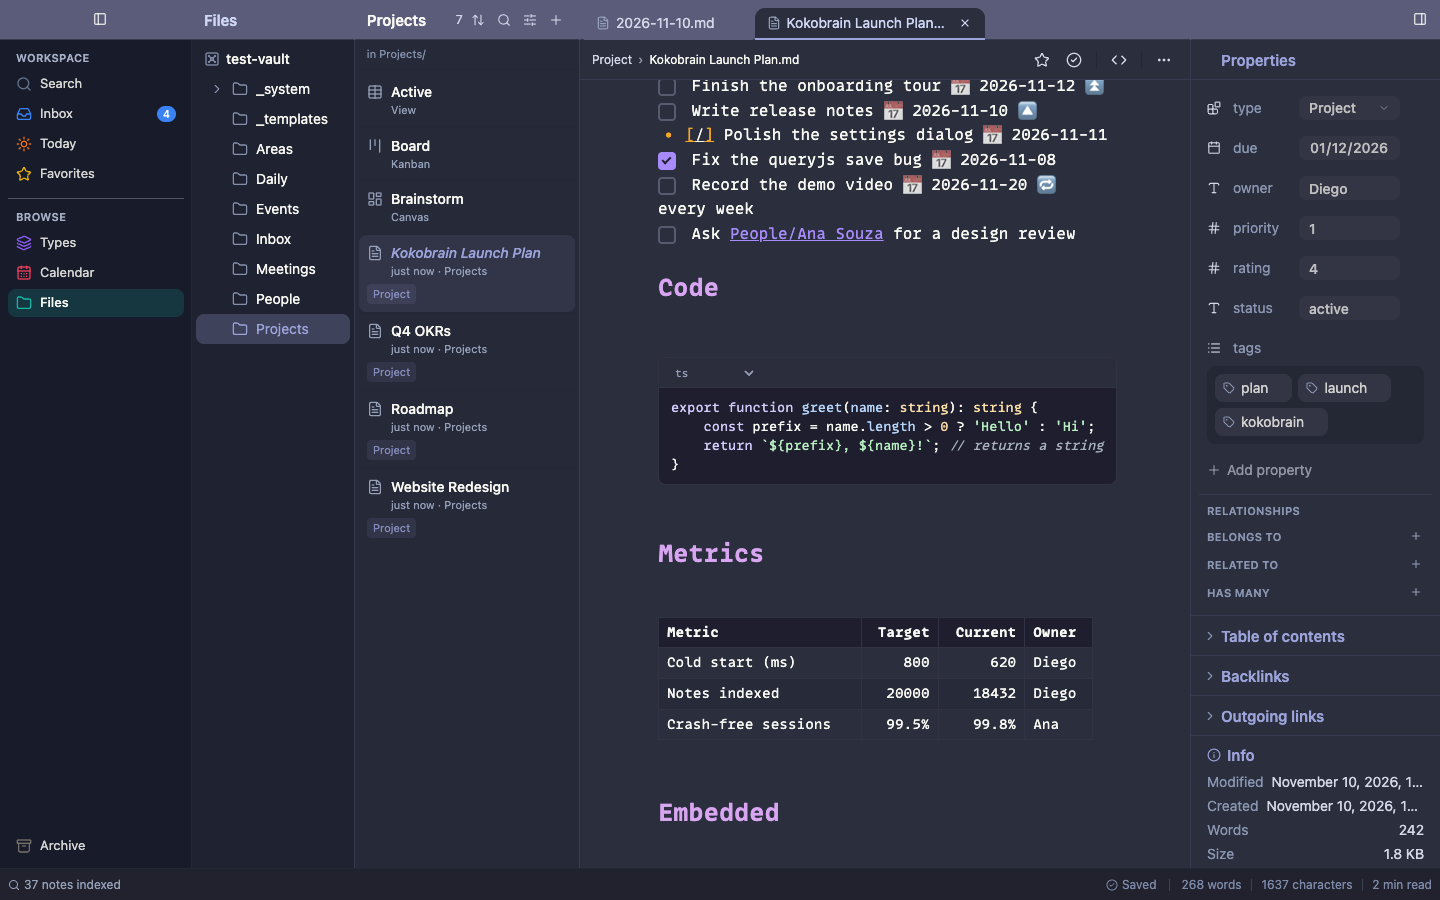 Files
Projects
7
2026-11-10.md
Kokobrain Launch Plan...
WORKSPACE
Search
Inbox
4
Today
Favorites
BROWSE
Types
Calendar
Files
Archive
test-vault
_system
_templates
Areas
Daily
Events
Inbox
Meetings
People
Projects
in Projects/
Active
View
Board
Kanban
Brainstorm
Canvas
Kokobrain Launch Plan
just now · Projects
Project
Q4 OKRs
just now · Projects
Project
Roadmap
just now · Projects
Project
Website Redesign
just now · Projects
Project
Project › Kokobrain Launch Plan.md
Finish the onboarding tour 📅 2026-11-12 ⏫
Write release notes 📅 2026-11-10 🔼
• [/] Polish the settings dialog 📅 2026-11-11
Fix the queryjs save bug 📅 2026-11-08
Record the demo video 📅 2026-11-20 🔁
every week
Ask People/Ana Souza for a design review
Code
ts
export function greet(name: string): string {
const prefix = name.length > 0 ? 'Hello' : 'Hi';
return `${prefix}, ${name}!`; // returns a string
}
Metrics
Metric Target Current Owner
Cold start (ms) 800 620 Diego
Notes indexed 20000 18432 Diego
Crash-free sessions 99.5% 99.8% Ana
Embedded
Properties
type Project
due 01/12/2026
owner Diego
priority 1
rating 4
status active
tags
plan launch
kokobrain
+ Add property
RELATIONSHIPS
BELONGS TO +
RELATED TO +
HAS MANY +
Table of contents
Backlinks
Outgoing links
Info
Modified November 10, 2026, 1...
Created November 10, 2026, 1...
Words 242
Size 1.8 KB
37 notes indexed
Saved
268 words
1637 characters
2 min read